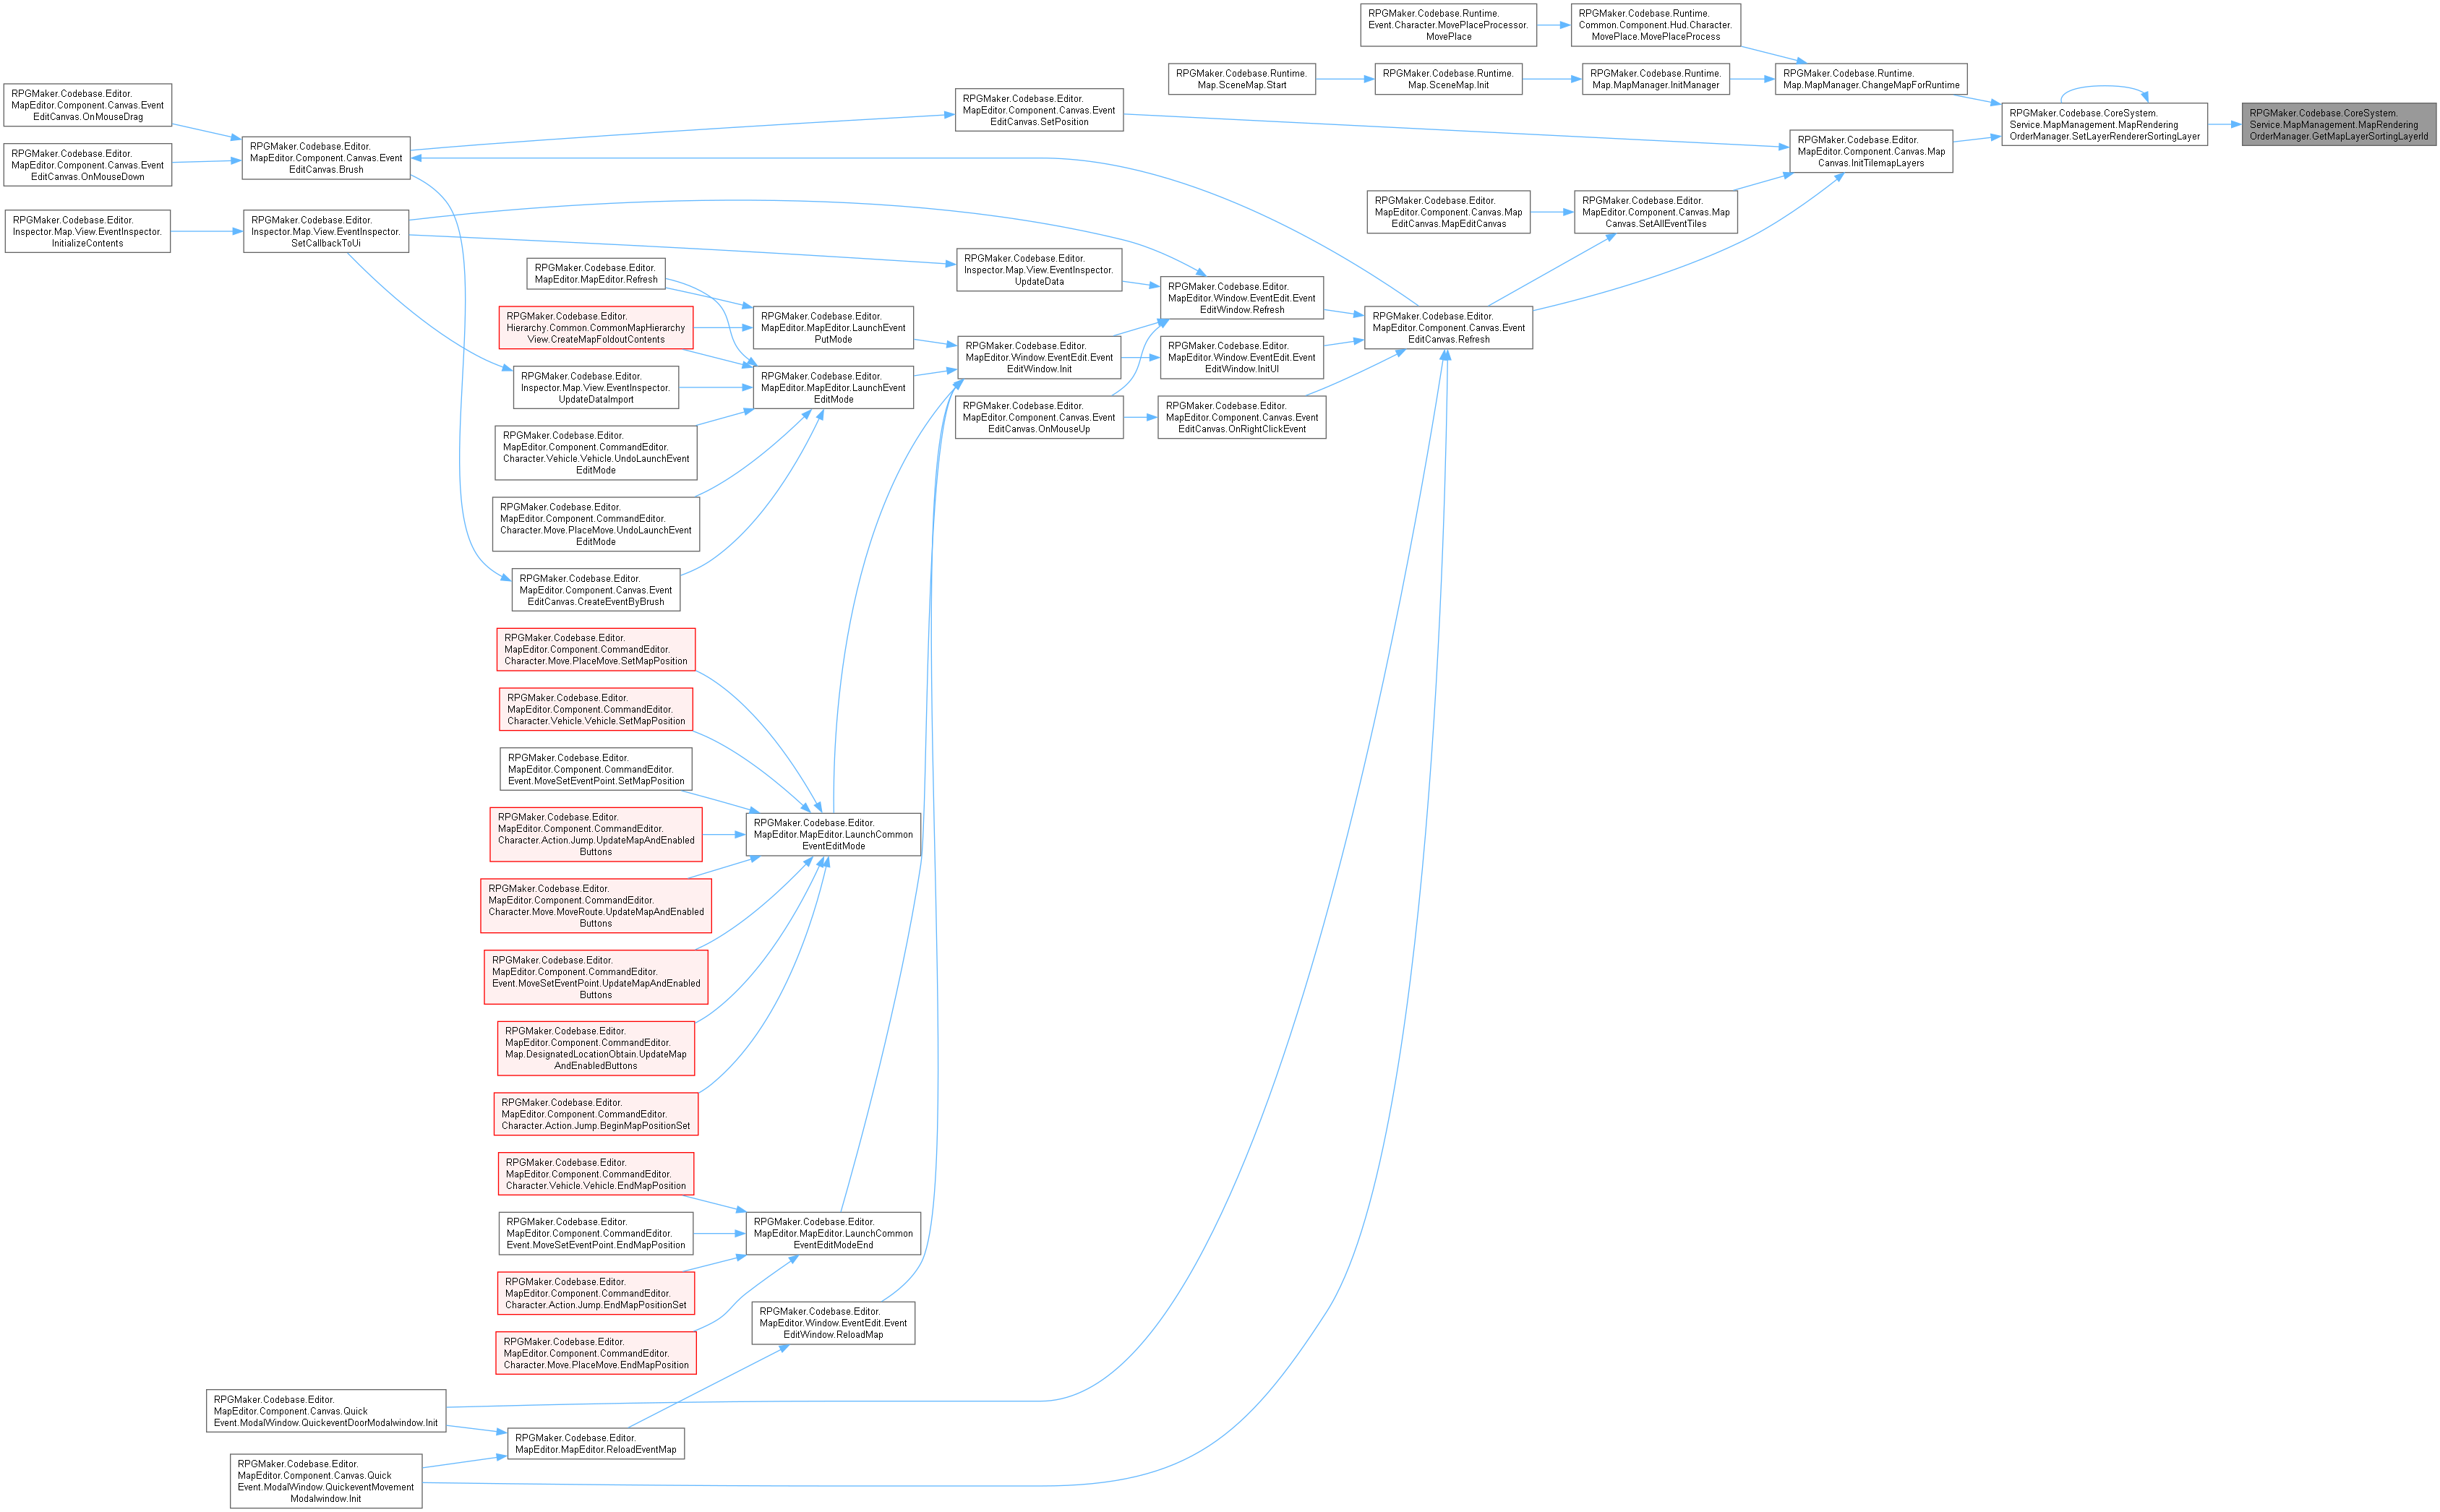 RPGMaker.Codebase.Runtime.
Event.Character.MovePlaceProcessor.
MovePlace
RPGMaker.Codebase.Runtime.
Common.Component.Hud.Character.
MovePlace.MovePlaceProcess
RPGMaker.Codebase.Runtime.
Map.SceneMap.Start
RPGMaker.Codebase.Runtime.
Map.SceneMap.Init
RPGMaker.Codebase.Runtime.
Map.MapManager.InitManager
RPGMaker.Codebase.Runtime.
Map.MapManager.ChangeMapForRuntime
RPGMaker.Codebase.CoreSystem.
Service.MapManagement.MapRendering
OrderManager.SetLayerRendererSortingLayer
RPGMaker.Codebase.CoreSystem.
Service.MapManagement.MapRendering
OrderManager.GetMapLayerSortingLayerId
RPGMaker.Codebase.Editor.
MapEditor.Component.Canvas.Event
EditCanvas.OnMouseDrag
RPGMaker.Codebase.Editor.
MapEditor.Component.Canvas.Event
EditCanvas.SetPosition
RPGMaker.Codebase.Editor.
MapEditor.Component.Canvas.Event
EditCanvas.OnMouseDown
RPGMaker.Codebase.Editor.
MapEditor.Component.Canvas.Event
EditCanvas.Brush
RPGMaker.Codebase.Editor.
MapEditor.Component.Canvas.Map
Canvas.InitTilemapLayers
RPGMaker.Codebase.Editor.
MapEditor.Component.Canvas.Map
EditCanvas.MapEditCanvas
RPGMaker.Codebase.Editor.
MapEditor.Component.Canvas.Map
Canvas.SetAllEventTiles
RPGMaker.Codebase.Editor.
Inspector.Map.View.EventInspector.
InitializeContents
RPGMaker.Codebase.Editor.
Inspector.Map.View.EventInspector.
SetCallbackToUi
RPGMaker.Codebase.Editor.
MapEditor.MapEditor.Refresh
RPGMaker.Codebase.Editor.
Inspector.Map.View.EventInspector.
UpdateData
RPGMaker.Codebase.Editor.
MapEditor.Window.EventEdit.Event
EditWindow.Refresh
RPGMaker.Codebase.Editor.
Hierarchy.Common.CommonMapHierarchy
View.CreateMapFoldoutContents
RPGMaker.Codebase.Editor.
MapEditor.MapEditor.LaunchEvent
PutMode
RPGMaker.Codebase.Editor.
MapEditor.Component.Canvas.Event
EditCanvas.Refresh
RPGMaker.Codebase.Editor.
MapEditor.Window.EventEdit.Event
EditWindow.Init
RPGMaker.Codebase.Editor.
MapEditor.Window.EventEdit.Event
EditWindow.InitUI
RPGMaker.Codebase.Editor.
Inspector.Map.View.EventInspector.
UpdateDataImport
RPGMaker.Codebase.Editor.
MapEditor.MapEditor.LaunchEvent
EditMode
RPGMaker.Codebase.Editor.
MapEditor.Component.Canvas.Event
EditCanvas.OnMouseUp
RPGMaker.Codebase.Editor.
MapEditor.Component.Canvas.Event
EditCanvas.OnRightClickEvent
RPGMaker.Codebase.Editor.
MapEditor.Component.CommandEditor.
Character.Vehicle.Vehicle.UndoLaunchEvent
EditMode
RPGMaker.Codebase.Editor.
MapEditor.Component.CommandEditor.
Character.Move.PlaceMove.UndoLaunchEvent
EditMode
RPGMaker.Codebase.Editor.
MapEditor.Component.Canvas.Event
EditCanvas.CreateEventByBrush
RPGMaker.Codebase.Editor.
MapEditor.Component.CommandEditor.
Character.Move.PlaceMove.SetMapPosition
RPGMaker.Codebase.Editor.
MapEditor.Component.CommandEditor.
Character.Vehicle.Vehicle.SetMapPosition
RPGMaker.Codebase.Editor.
MapEditor.Component.CommandEditor.
Event.MoveSetEventPoint.SetMapPosition
RPGMaker.Codebase.Editor.
MapEditor.Component.CommandEditor.
Character.Action.Jump.UpdateMapAndEnabled
Buttons
RPGMaker.Codebase.Editor.
MapEditor.MapEditor.LaunchCommon
EventEditMode
RPGMaker.Codebase.Editor.
MapEditor.Component.CommandEditor.
Character.Move.MoveRoute.UpdateMapAndEnabled
Buttons
RPGMaker.Codebase.Editor.
MapEditor.Component.CommandEditor.
Event.MoveSetEventPoint.UpdateMapAndEnabled
Buttons
RPGMaker.Codebase.Editor.
MapEditor.Component.CommandEditor.
Map.DesignatedLocationObtain.UpdateMap
AndEnabledButtons
RPGMaker.Codebase.Editor.
MapEditor.Component.CommandEditor.
Character.Action.Jump.BeginMapPositionSet
RPGMaker.Codebase.Editor.
MapEditor.Component.CommandEditor.
Character.Vehicle.Vehicle.EndMapPosition
RPGMaker.Codebase.Editor.
MapEditor.Component.CommandEditor.
Event.MoveSetEventPoint.EndMapPosition
RPGMaker.Codebase.Editor.
MapEditor.MapEditor.LaunchCommon
EventEditModeEnd
RPGMaker.Codebase.Editor.
MapEditor.Component.CommandEditor.
Character.Action.Jump.EndMapPositionSet
RPGMaker.Codebase.Editor.
MapEditor.Window.EventEdit.Event
EditWindow.ReloadMap
RPGMaker.Codebase.Editor.
MapEditor.Component.CommandEditor.
Character.Move.PlaceMove.EndMapPosition
RPGMaker.Codebase.Editor.
MapEditor.Component.Canvas.Quick
Event.ModalWindow.QuickeventDoorModalwindow.Init
RPGMaker.Codebase.Editor.
MapEditor.MapEditor.ReloadEventMap
RPGMaker.Codebase.Editor.
MapEditor.Component.Canvas.Quick
Event.ModalWindow.QuickeventMovement
Modalwindow.Init